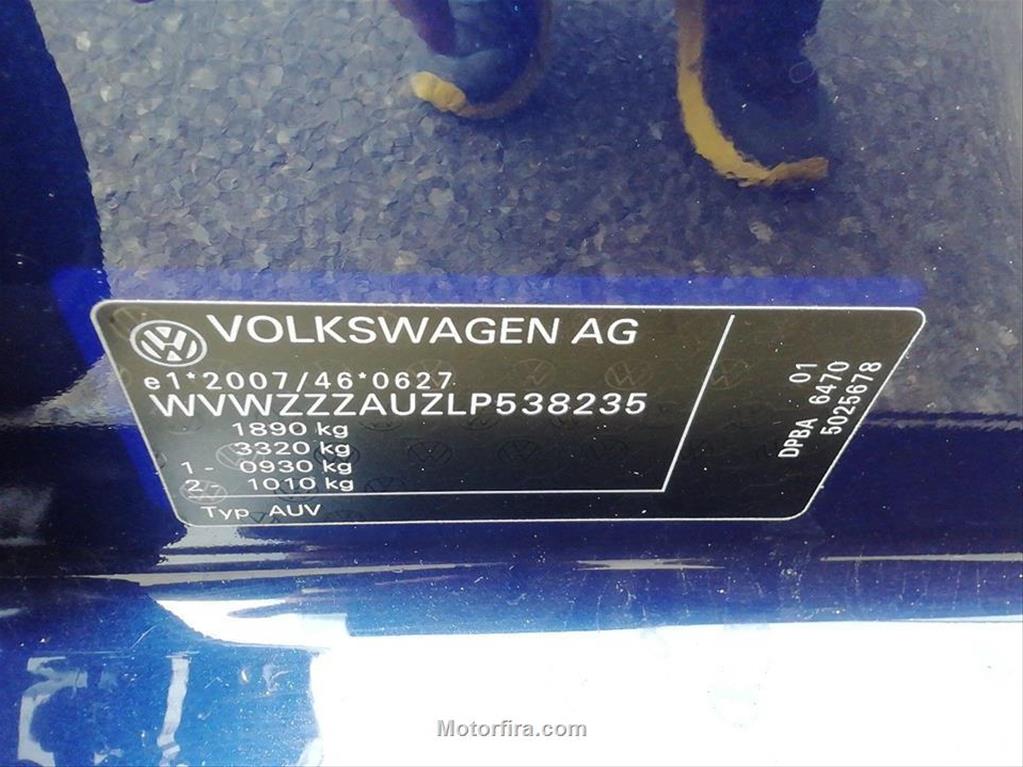 VOLKSWAGEN AG
e1*2007/46*0627
WVWZZZAUZLP538235
1890 kg
3320 kg
1 - 0930 kg
2 - 1010 kg
Typ AUV
01
DPBA 6470
5025678
Motorfira.com